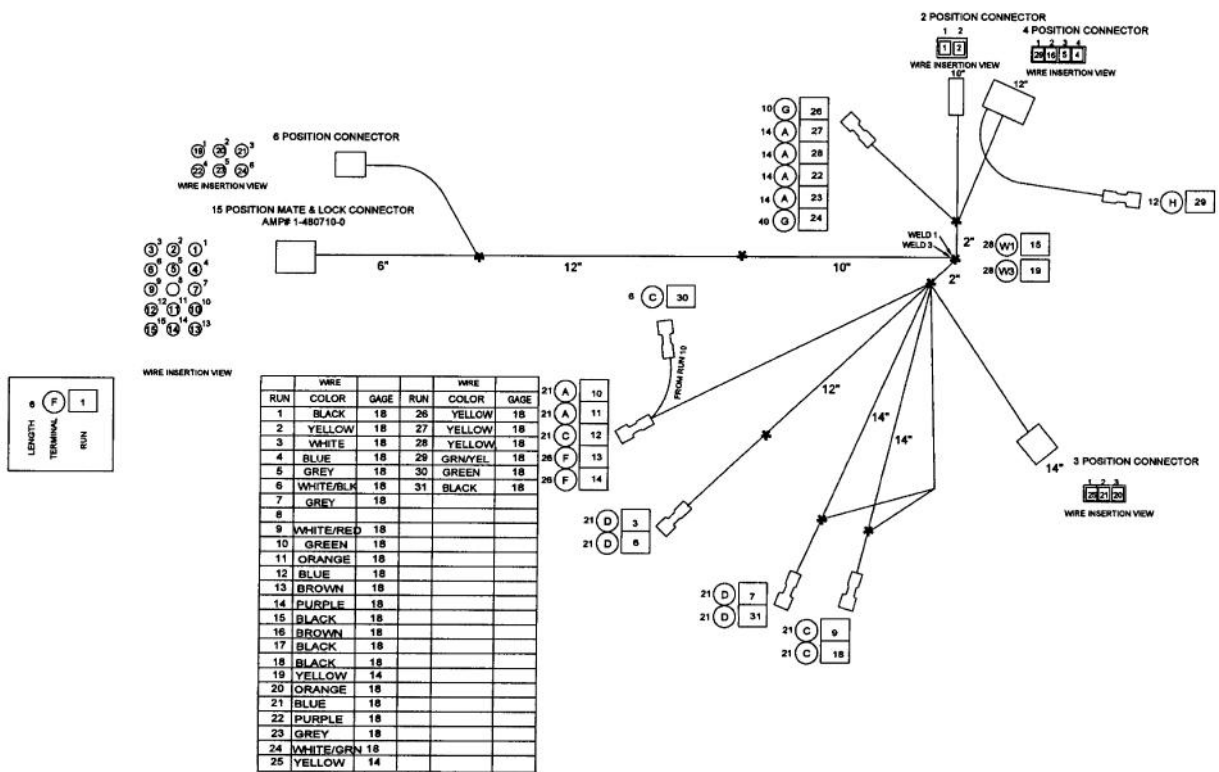 2 POSITION CONNECTOR
1 2
1 2
WIRE INSERTION VIEW
10"
4 POSITION CONNECTOR
1 2 3 4
29 16 5 4
WIRE INSERTION VIEW
12"
10 G 26
14 A 27
14 A 28
14 A 22
14 A 23
40 G 24
12 H 29
6 POSITION CONNECTOR
19 1 20 2 21 3
22 4 23 5 24 6
WIRE INSERTION VIEW
15 POSITION MATE & LOCK CONNECTOR
AMP# 1-480710-0
3 3 2 2 1 1
6 6 5 5 4 4
9 9 8 7 7
12 12 11 11 10 10
15 15 14 14 13 13
WIRE INSERTION VIEW
6" 12" 10"
WELD 1
WELD 3
2"
28 W1 15
28 W3 19
2"
6 C 30
FROM RUN 10
12"
14"
14"
14"
3 POSITION CONNECTOR
1 2 3
25 21 20
WIRE INSERTION VIEW
6 F 1
LENGTH
TERMINAL
RUN
WIRE WIRE
RUN COLOR GAGE RUN COLOR GAGE
1 BLACK 18 26 YELLOW 18
2 YELLOW 18 27 YELLOW 18
3 WHITE 18 28 YELLOW 18
4 BLUE 18 29 GRN/YEL 18
5 GREY 18 30 GREEN 18
6 WHITE/BLK 18 31 BLACK 18
7 GREY 18
8
9 WHITE/RED 18
10 GREEN 18
11 ORANGE 18
12 BLUE 18
13 BROWN 18
14 PURPLE 18
15 BLACK 18
16 BROWN 18
17 BLACK 18
18 BLACK 18
19 YELLOW 14
20 ORANGE 18
21 BLUE 18
22 PURPLE 18
23 GREY 18
24 WHITE/GRN 18
25 YELLOW 14
21 A 10
21 A 11
21 C 12
26 F 13
26 F 14
21 D 3
21 D 6
21 D 7
21 D 31
21 C 9
21 C 18